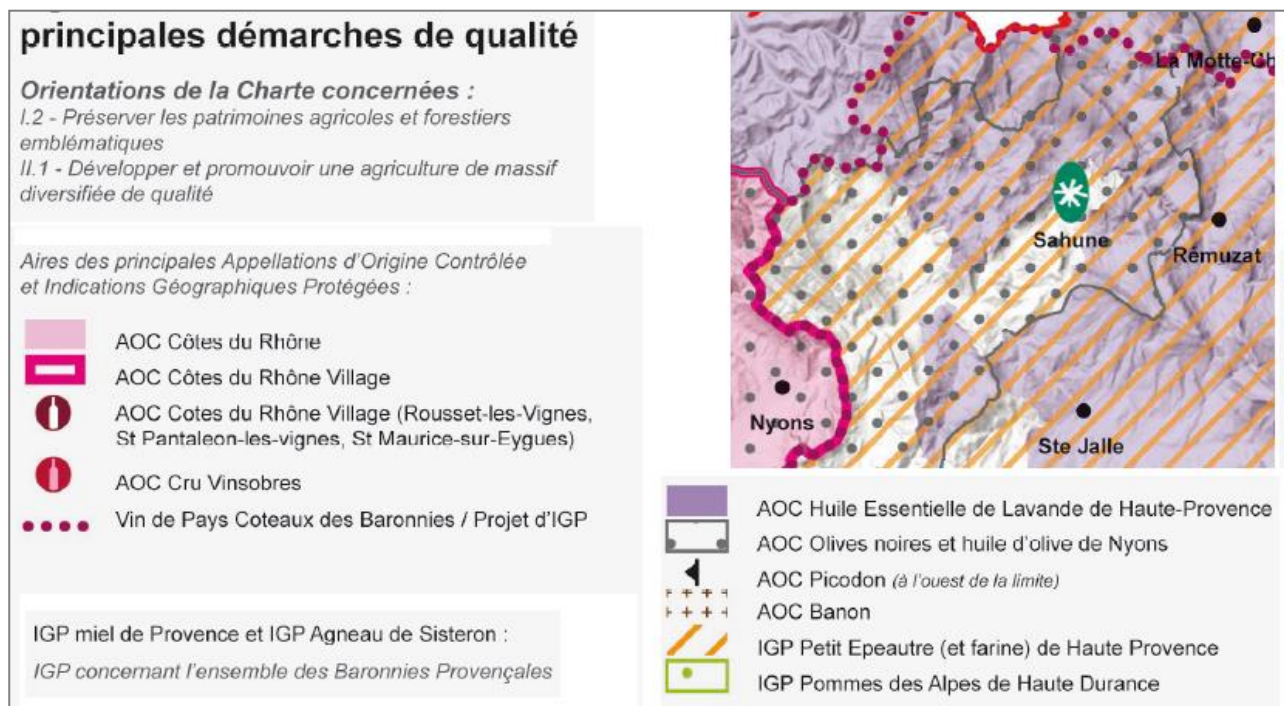 principales démarches de qualité
Orientations de la Charte concernées :
I.2 - Préserver les patrimoines agricoles et forestiers
emblématiques
II.1 - Développer et promouvoir une agriculture de massif
diversifiée de qualité
Aires des principales Appellations d'Origine Contrôlée
et Indications Géographiques Protégées :
AOC Côtes du Rhône
AOC Côtes du Rhône Village
AOC Cotes du Rhône Village (Rousset-les-Vignes,
St Pantaleon-les-vignes, St Maurice-sur-Eygues)
AOC Cru Vinsobres
Vin de Pays Coteaux des Baronnies / Projet d'IGP
IGP miel de Provence et IGP Agneau de Sisteron :
IGP concernant l'ensemble des Baronnies Provençales
La Motte-Ch
Sahune
Rémuzat
Nyons
Ste Jalle
AOC Huile Essentielle de Lavande de Haute-Provence
AOC Olives noires et huile d'olive de Nyons
AOC Picodon (à l'ouest de la limite)
AOC Banon
IGP Petit Epeautre (et farine) de Haute Provence
IGP Pommes des Alpes de Haute Durance